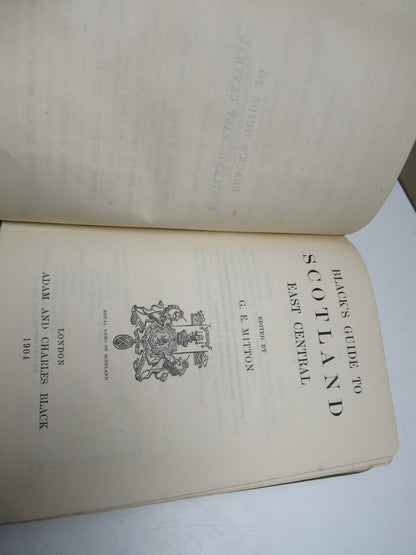 BLACK'S GUIDE TO
SCOTLAND
EAST CENTRAL
EDITED BY
G. E. MITTON
ROYAL ARMS OF SCOTLAND
LONDON
ADAM AND CHARLES BLACK
1904